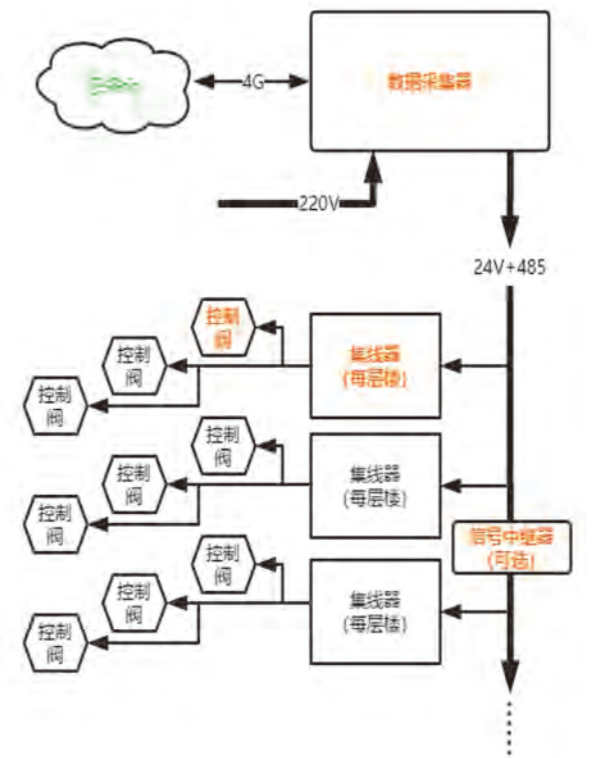 4G
数据采集器
220V
24V+485
控制
阀
控制
阀
控制
阀
集线器
(每层楼)
控制
阀
控制
阀
控制
阀
集线器
(每层楼)
信号中继器
(可选)
控制
阀
控制
阀
控制
阀
集线器
(每层楼)